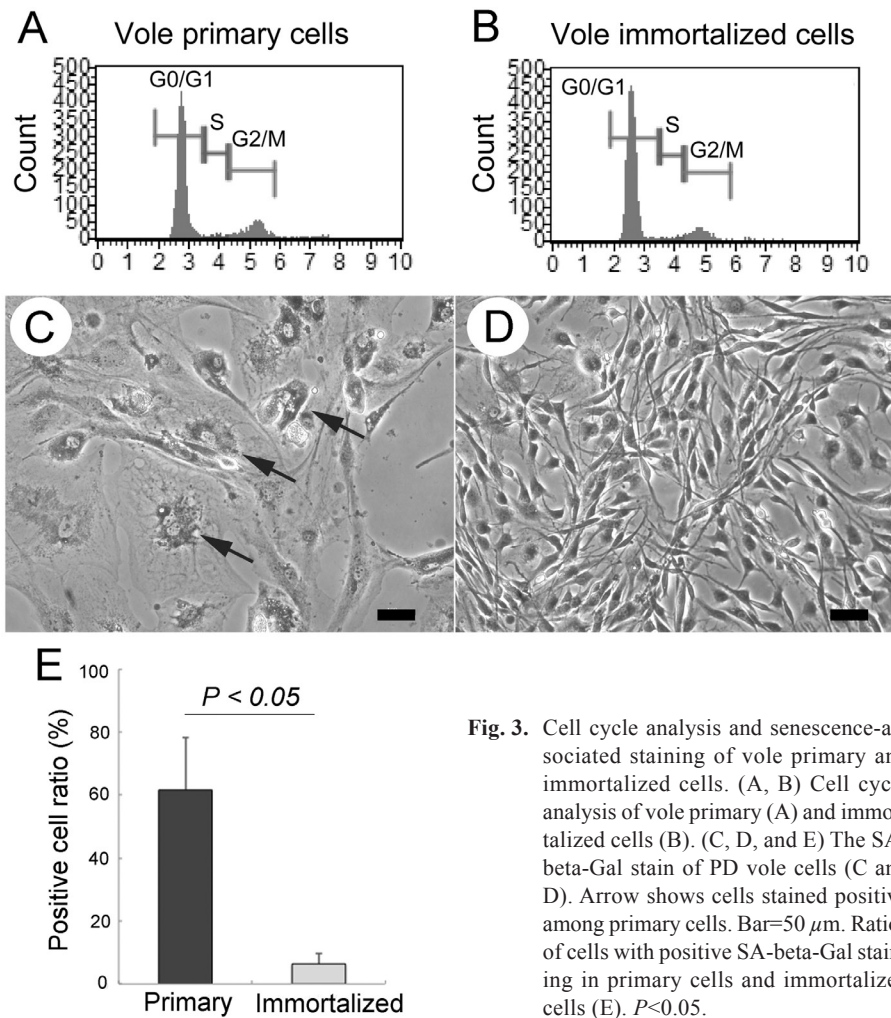 A
Vole primary cells
500
450
400
350
300
250
200
150
100
50
0
Count
G0/G1
S
G2/M
0 1 2 3 4 5 6 7 8 9 10
B
Vole immortalized cells
500
450
400
350
300
250
200
150
100
50
0
Count
G0/G1
S
G2/M
0 1 2 3 4 5 6 7 8 9 10
C
D
E
Positive cell ratio (%)
100
80
60
40
20
0
P < 0.05
Primary
Immortalized
Fig. 3. Cell cycle analysis and senescence-a
sociated staining of vole primary an
immortalized cells. (A, B) Cell cyc
analysis of vole primary (A) and immo
talized cells (B). (C, D, and E) The SA
beta-Gal stain of PD vole cells (C an
D). Arrow shows cells stained positiv
among primary cells. Bar=50 μm. Ratio
of cells with positive SA-beta-Gal stain
ing in primary cells and immortalize
cells (E). P<0.05.